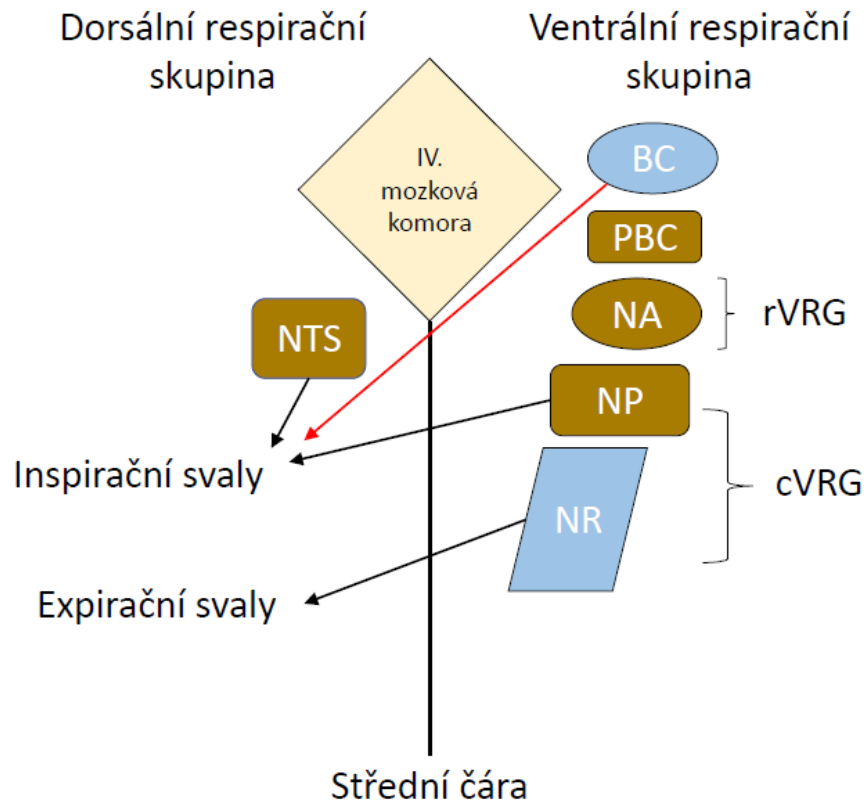 Dorsální respirační
skupina
Ventrální respirační
skupina
IV.
mozková
komora
BC
PBC
NA
rVRG
NTS
NP
cVRG
Inspirační svaly
NR
Expirační svaly
Střední čára